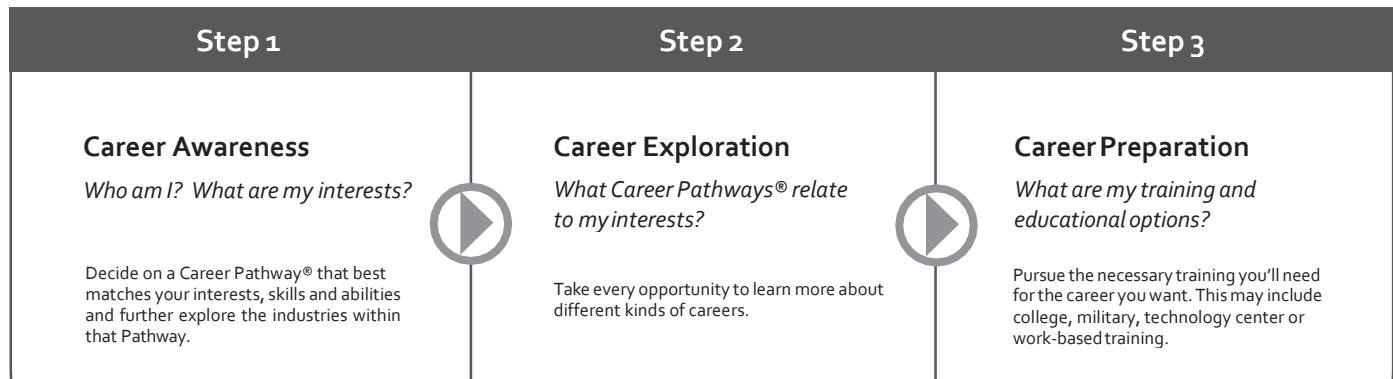 Step 1
Step 2
Step 3
Career Awareness
Who am I? What are my interests?
Decide on a Career Pathway® that best
matches your interests, skills and abilities
and further explore the industries within
that Pathway.
Career Exploration
What Career Pathways® relate
to my interests?
Take every opportunity to learn more about
different kinds of careers.
Career Preparation
What are my training and
educational options?
Pursue the necessary training you'll need
for the career you want. This may include
college, military, technology center or
work-based training.